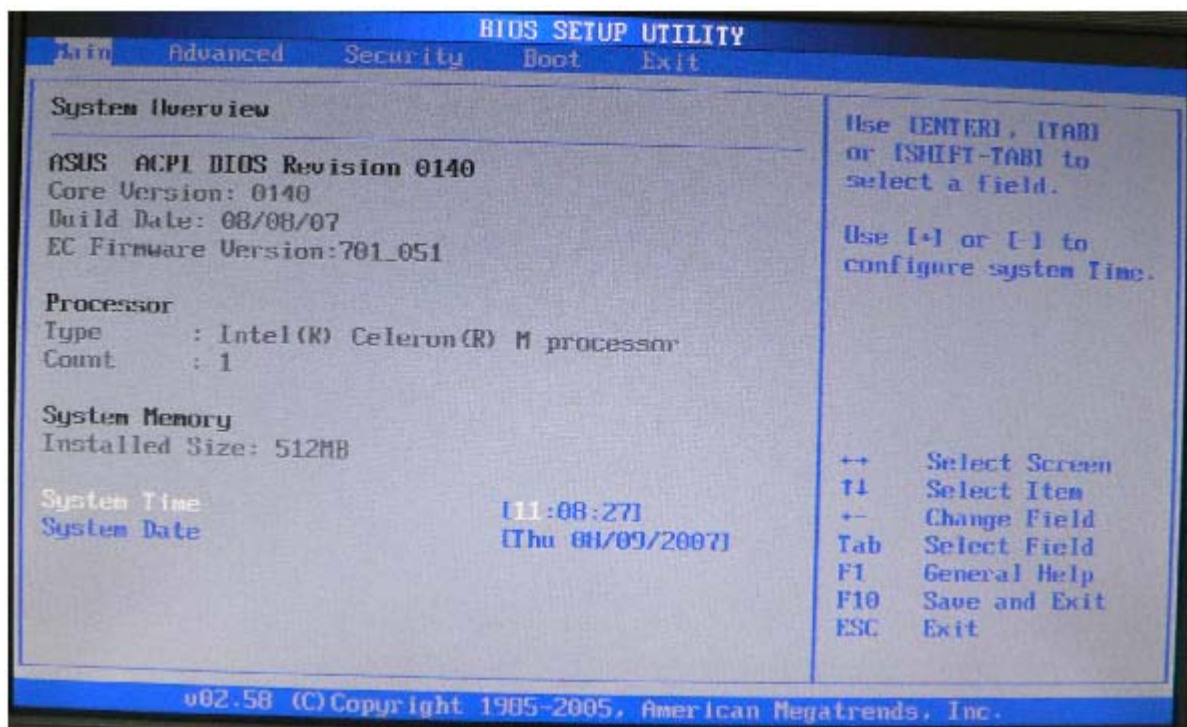 BIOS SETUP UTILITY
Main Advanced Security Boot Exit
System Overview
ASUS ACPI BIOS Revision 0140
Core Version: 0140
Build Date: 08/08/07
EC Firmware Version:701_051
Processor
Type : Intel(R) Celeron(R) M processor
Count : 1
System Memory
Installed Size: 512MB
System Time [11:08:27]
System Date [Thu 08/09/2007]
Use [ENTER], [TAB]
or [SHIFT-TAB] to
select a field.
Use [+] or [-] to
configure system Time.
←→ Select Screen
↑↓ Select Item
+- Change Field
Tab Select Field
F1 General Help
F10 Save and Exit
ESC Exit
v02.58 (C)Copyright 1985-2005, American Megatrends, Inc.